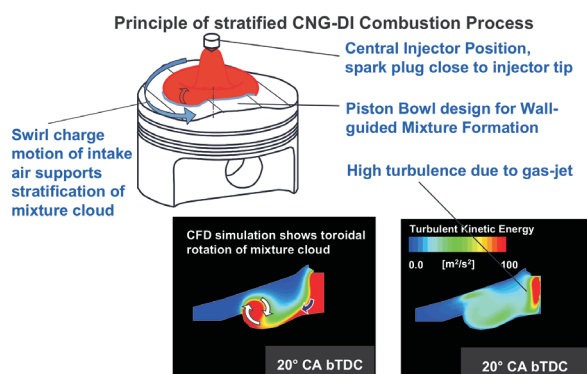 Principle of stratified CNG-DI Combustion Process
Central Injector Position,
spark plug close to injector tip
Piston Bowl design for Wall-
guided Mixture Formation
Swirl charge
motion of intake
air supports
stratification of
mixture cloud
High turbulence due to gas-jet
CFD simulation shows toroidal
rotation of mixture cloud
20° CA bTDC
Turbulent Kinetic Energy
0.0 [m²/s²] 100
20° CA bTDC